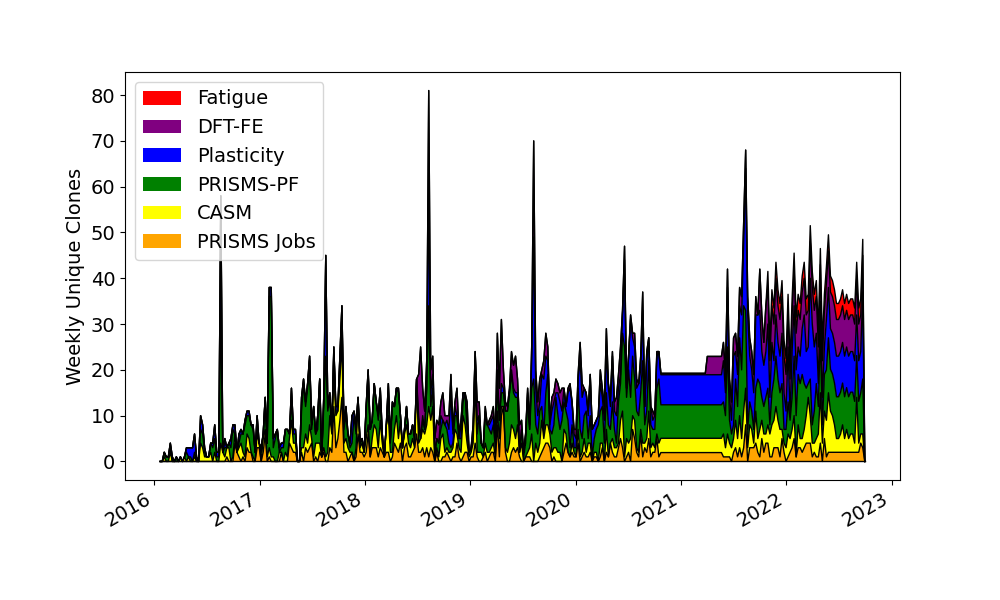 80
70
60
50
40
30
20
10
0
Weekly Unique Clones
Fatigue
DFT-FE
Plasticity
PRISMS-PF
CASM
PRISMS Jobs
2016
2017
2018
2019
2020
2021
2022
2023